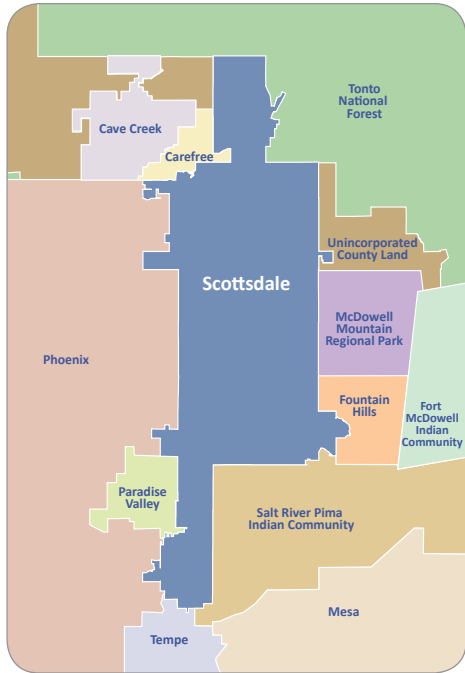 Tonto
National
Forest
Cave Creek
Carefree
Unincorporated
County Land
Scottsdale
McDowell
Mountain
Regional Park
Phoenix
Fountain
Hills
Fort
McDowell
Indian
Community
Paradise
Valley
Salt River Pima
Indian Community
Mesa
Tempe